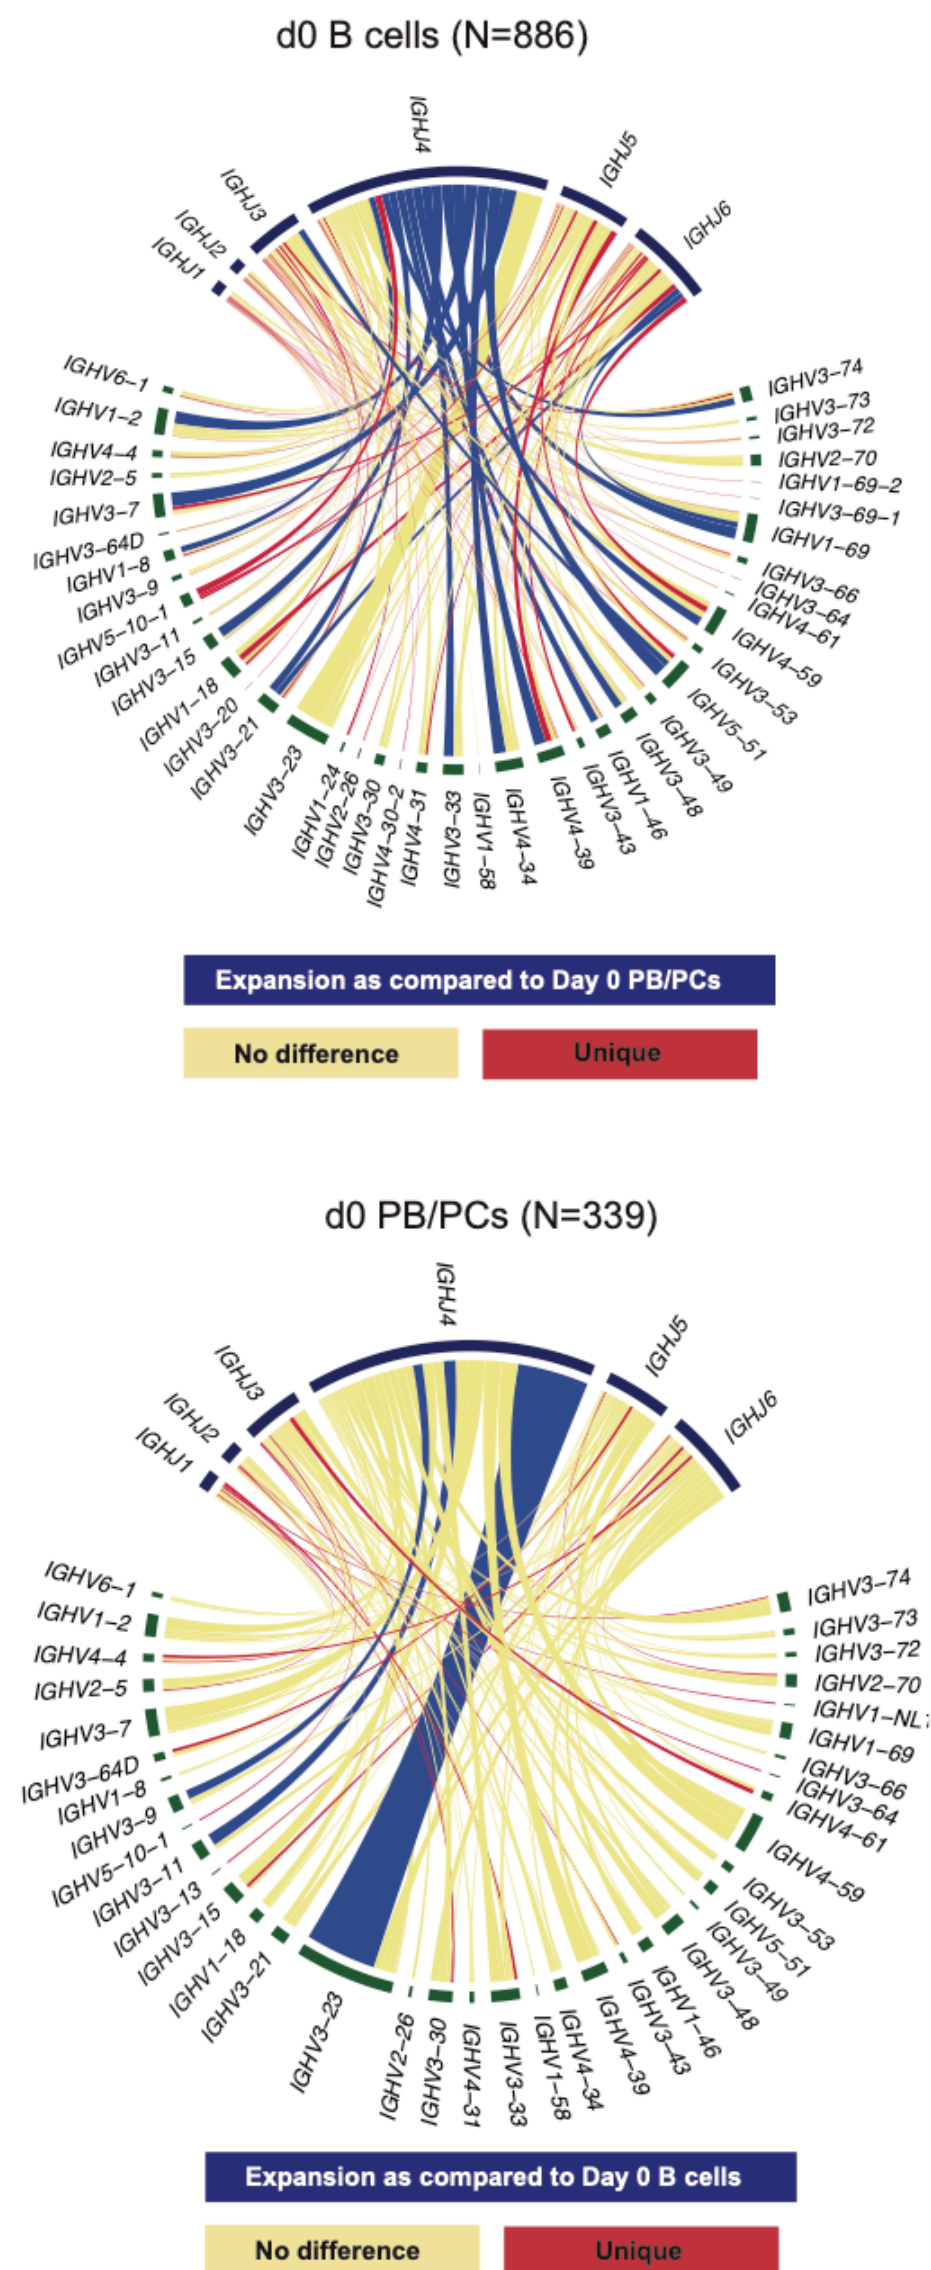 d0 B cells (N=886)
IGHJ4
IGHJ5
IGHJ3
IGHJ6
IGHJ2
IGHJ1
IGHV6–1
IGHV1–2
IGHV4–4
IGHV2–5
IGHV3–7
IGHV3–64D
IGHV1–8
IGHV3–9
IGHV5–10–1
IGHV3–11
IGHV3–15
IGHV1–18
IGHV3–20
IGHV3–21
IGHV3–23
IGHV1–24
IGHV2–26
IGHV3–30
IGHV4–30–2
IGHV4–31
IGHV3–33
IGHV1–58
IGHV4–34
IGHV4–39
IGHV3–43
IGHV1–46
IGHV3–48
IGHV3–49
IGHV5–51
IGHV3–53
IGHV4–59
IGHV4–61
IGHV3–64
IGHV3–66
IGHV1–69
IGHV3–69–1
IGHV1–69–2
IGHV2–70
IGHV3–72
IGHV3–73
IGHV3–74
Expansion as compared to Day 0 PB/PCs
No difference
Unique
d0 PB/PCs (N=339)
IGHJ4
IGHJ5
IGHJ3
IGHJ6
IGHJ2
IGHJ1
IGHV6–1
IGHV1–2
IGHV4–4
IGHV2–5
IGHV3–7
IGHV3–64D
IGHV1–8
IGHV3–9
IGHV5–10–1
IGHV3–11
IGHV3–13
IGHV3–15
IGHV1–18
IGHV3–21
IGHV3–23
IGHV2–26
IGHV3–30
IGHV4–31
IGHV3–33
IGHV1–58
IGHV4–34
IGHV4–39
IGHV3–43
IGHV1–46
IGHV3–48
IGHV3–49
IGHV5–51
IGHV3–53
IGHV4–59
IGHV4–61
IGHV3–64
IGHV3–66
IGHV1–69
IGHV1–NL1
IGHV2–70
IGHV3–72
IGHV3–73
IGHV3–74
Expansion as compared to Day 0 B cells
No difference
Unique